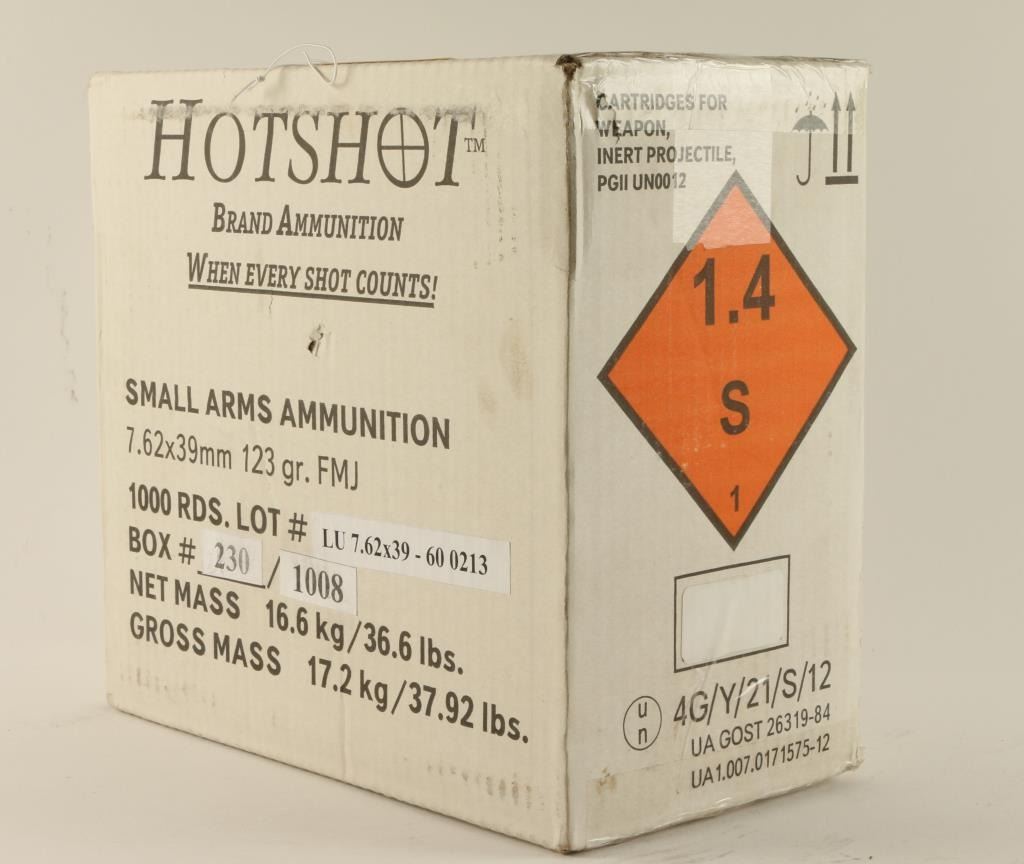 HOTSHOT™
BRAND AMMUNITION
WHEN EVERY SHOT COUNTS!
SMALL ARMS AMMUNITION
7.62x39mm 123 gr. FMJ
1000 RDS. LOT # LU 7.62x39 - 60 0213
BOX # 230 / 1008
NET MASS 16.6 kg/36.6 lbs.
GROSS MASS 17.2 kg/37.92 lbs.
CARTRIDGES FOR
WEAPON,
INERT PROJECTILE,
PGII UN0012
1.4
S
1
u
n
4G/Y/21/S/12
UA GOST 26319-84
UA1.007.0171575-12